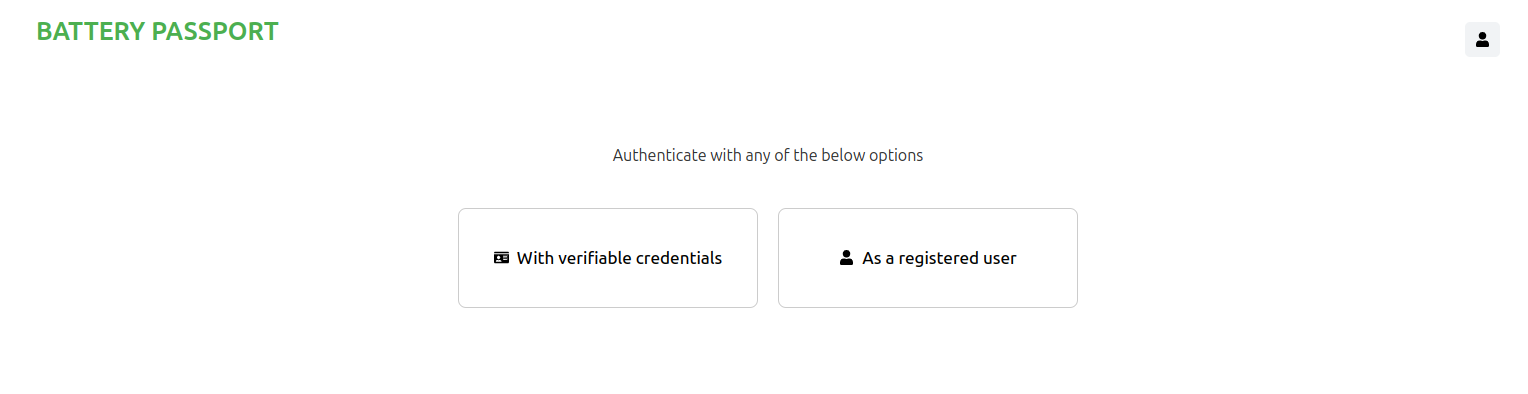 BATTERY PASSPORT
Authenticate with any of the below options
With verifiable credentials
As a registered user